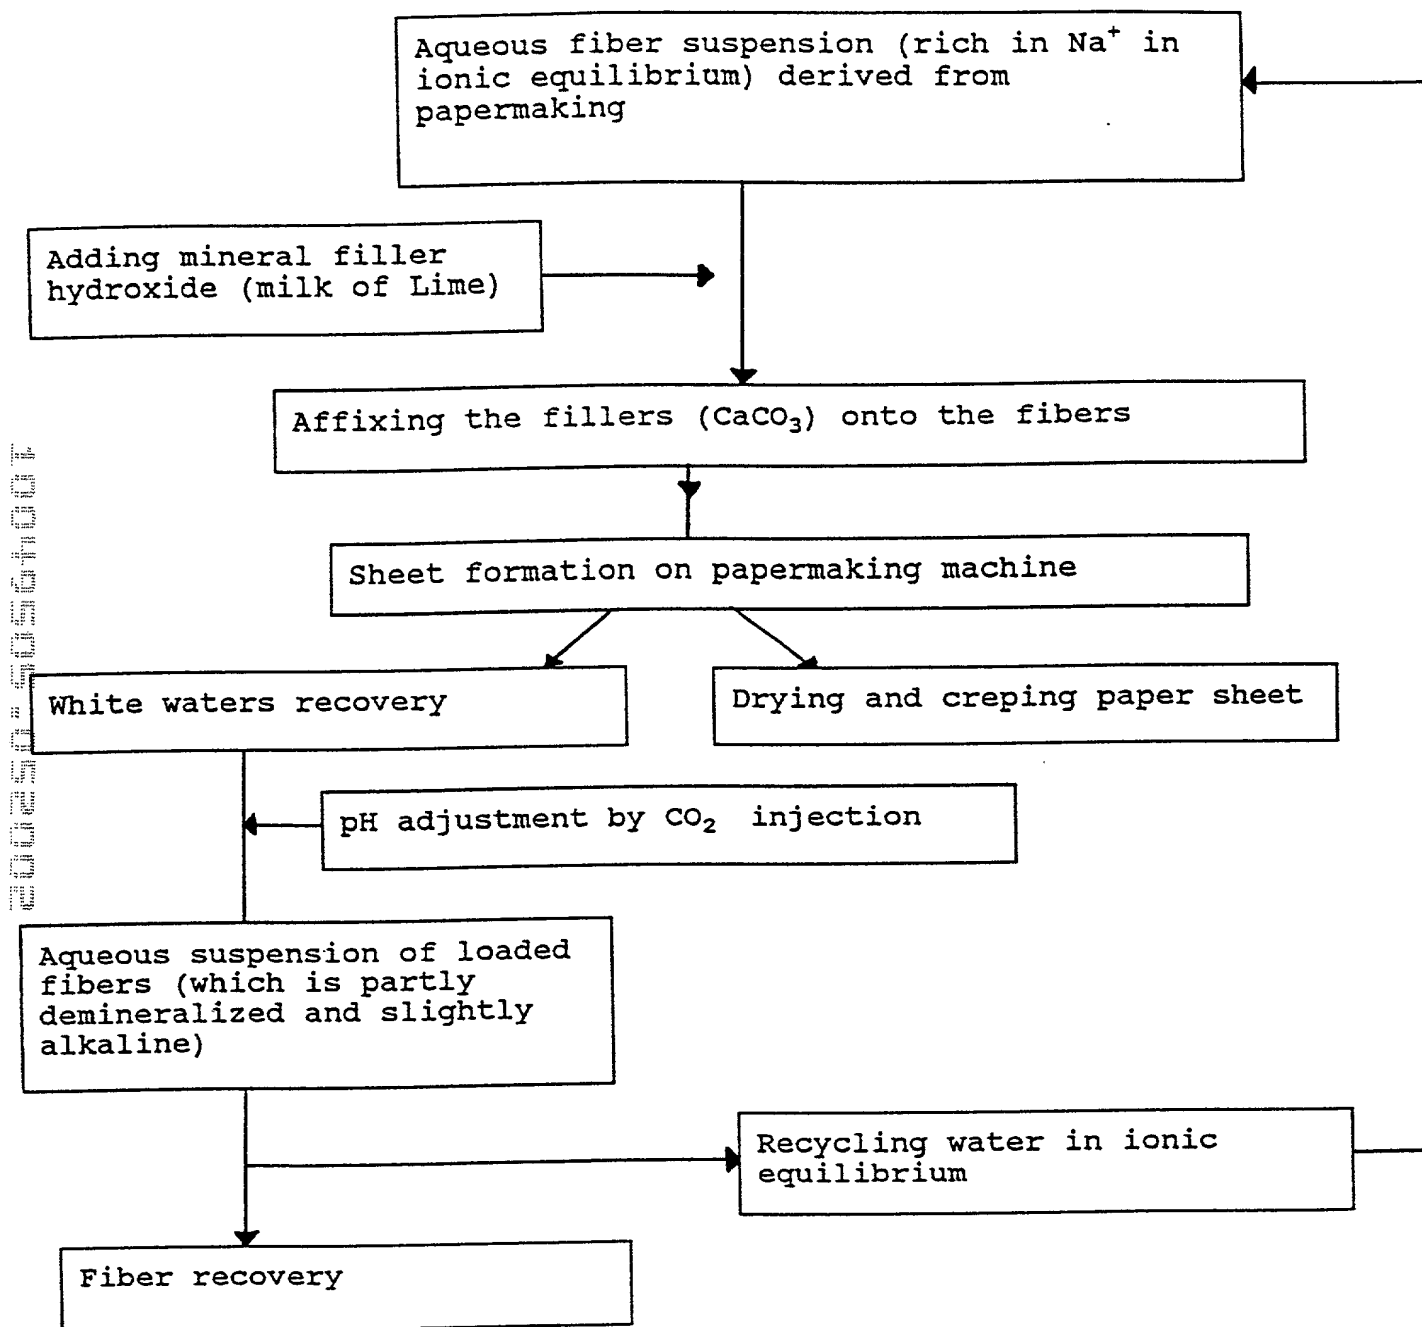 Aqueous fiber suspension (rich in Na⁺ in
ionic equilibrium) derived from
papermaking
Adding mineral filler
hydroxide (milk of Lime)
Affixing the fillers (CaCO₃) onto the fibers
Sheet formation on papermaking machine
White waters recovery
Drying and creping paper sheet
pH adjustment by CO₂ injection
Aqueous suspension of loaded
fibers (which is partly
demineralized and slightly
alkaline)
Recycling water in ionic
equilibrium
Fiber recovery
10049505.052002